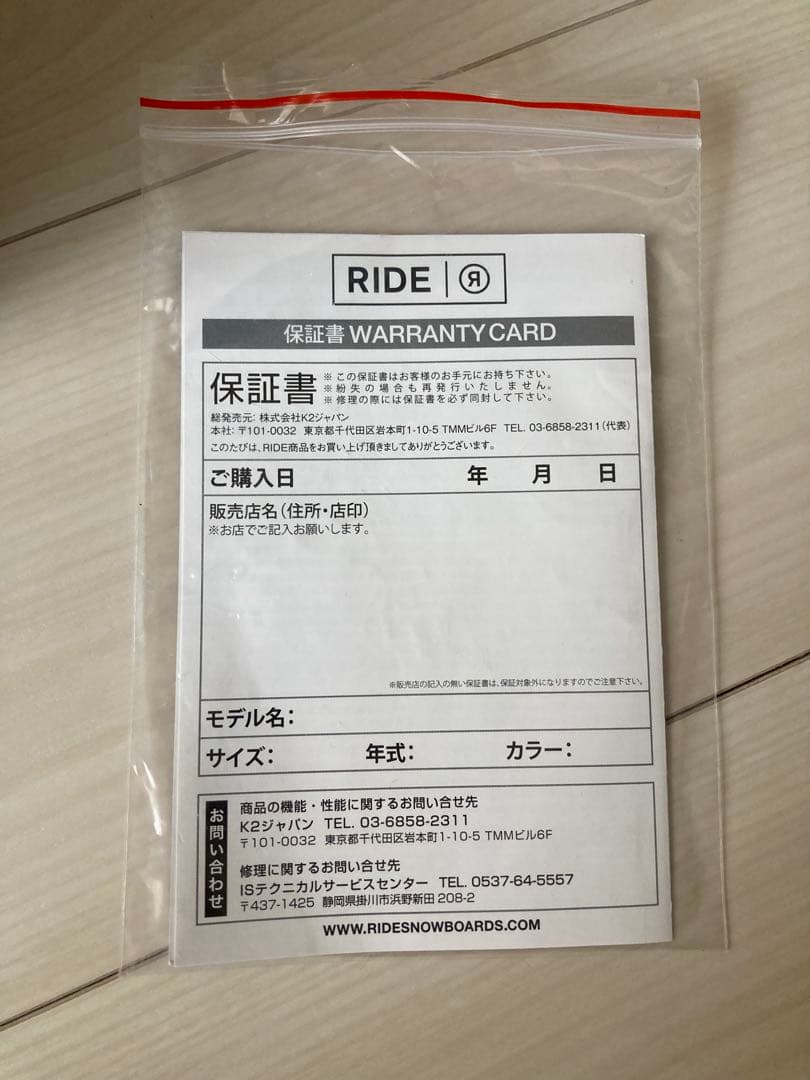 RIDE Ⓡ
保証書 WARRANTY CARD
保証書
※この保証書はお客様のお手元にお持ち下さい。
※紛失の場合も再発行いたしません。
※修理の際には保証書を必ず同封して下さい。
総発売元: 株式会社K2ジャパン
本社: 〒101-0032 東京都千代田区岩本町1-10-5 TMMビル6F TEL. 03-6858-2311(代表)
このたびは、RIDE商品をお買い上げ頂きましてありがとうございます。
ご購入日 年 月 日
販売店名(住所・店印)
※お店でご記入お願いします。
※販売店の記入の無い保証書は、保証対象外になりますのでご注意下さい。
モデル名:
サイズ: 年式: カラー:
お問い合わせ
商品の機能・性能に関するお問い合せ先
K2ジャパン TEL. 03-6858-2311
〒101-0032 東京都千代田区岩本町1-10-5 TMMビル6F
修理に関するお問い合せ先
ISテクニカルサービスセンター TEL. 0537-64-5557
〒437-1425 静岡県掛川市浜野新田 208-2
WWW.RIDESNOWBOARDS.COM